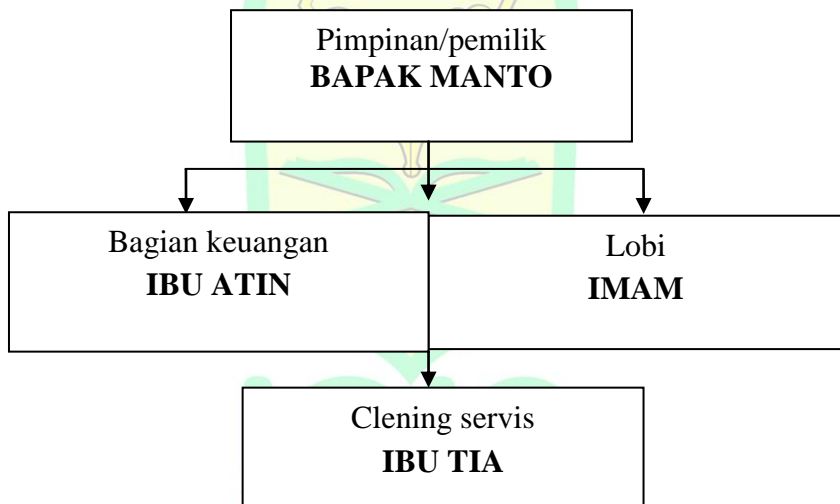 Pimpinan/pemilik
BAPAK MANTO
Bagian keuangan
IBU ATIN
Lobi
IMAM
Clening servis
IBU TIA